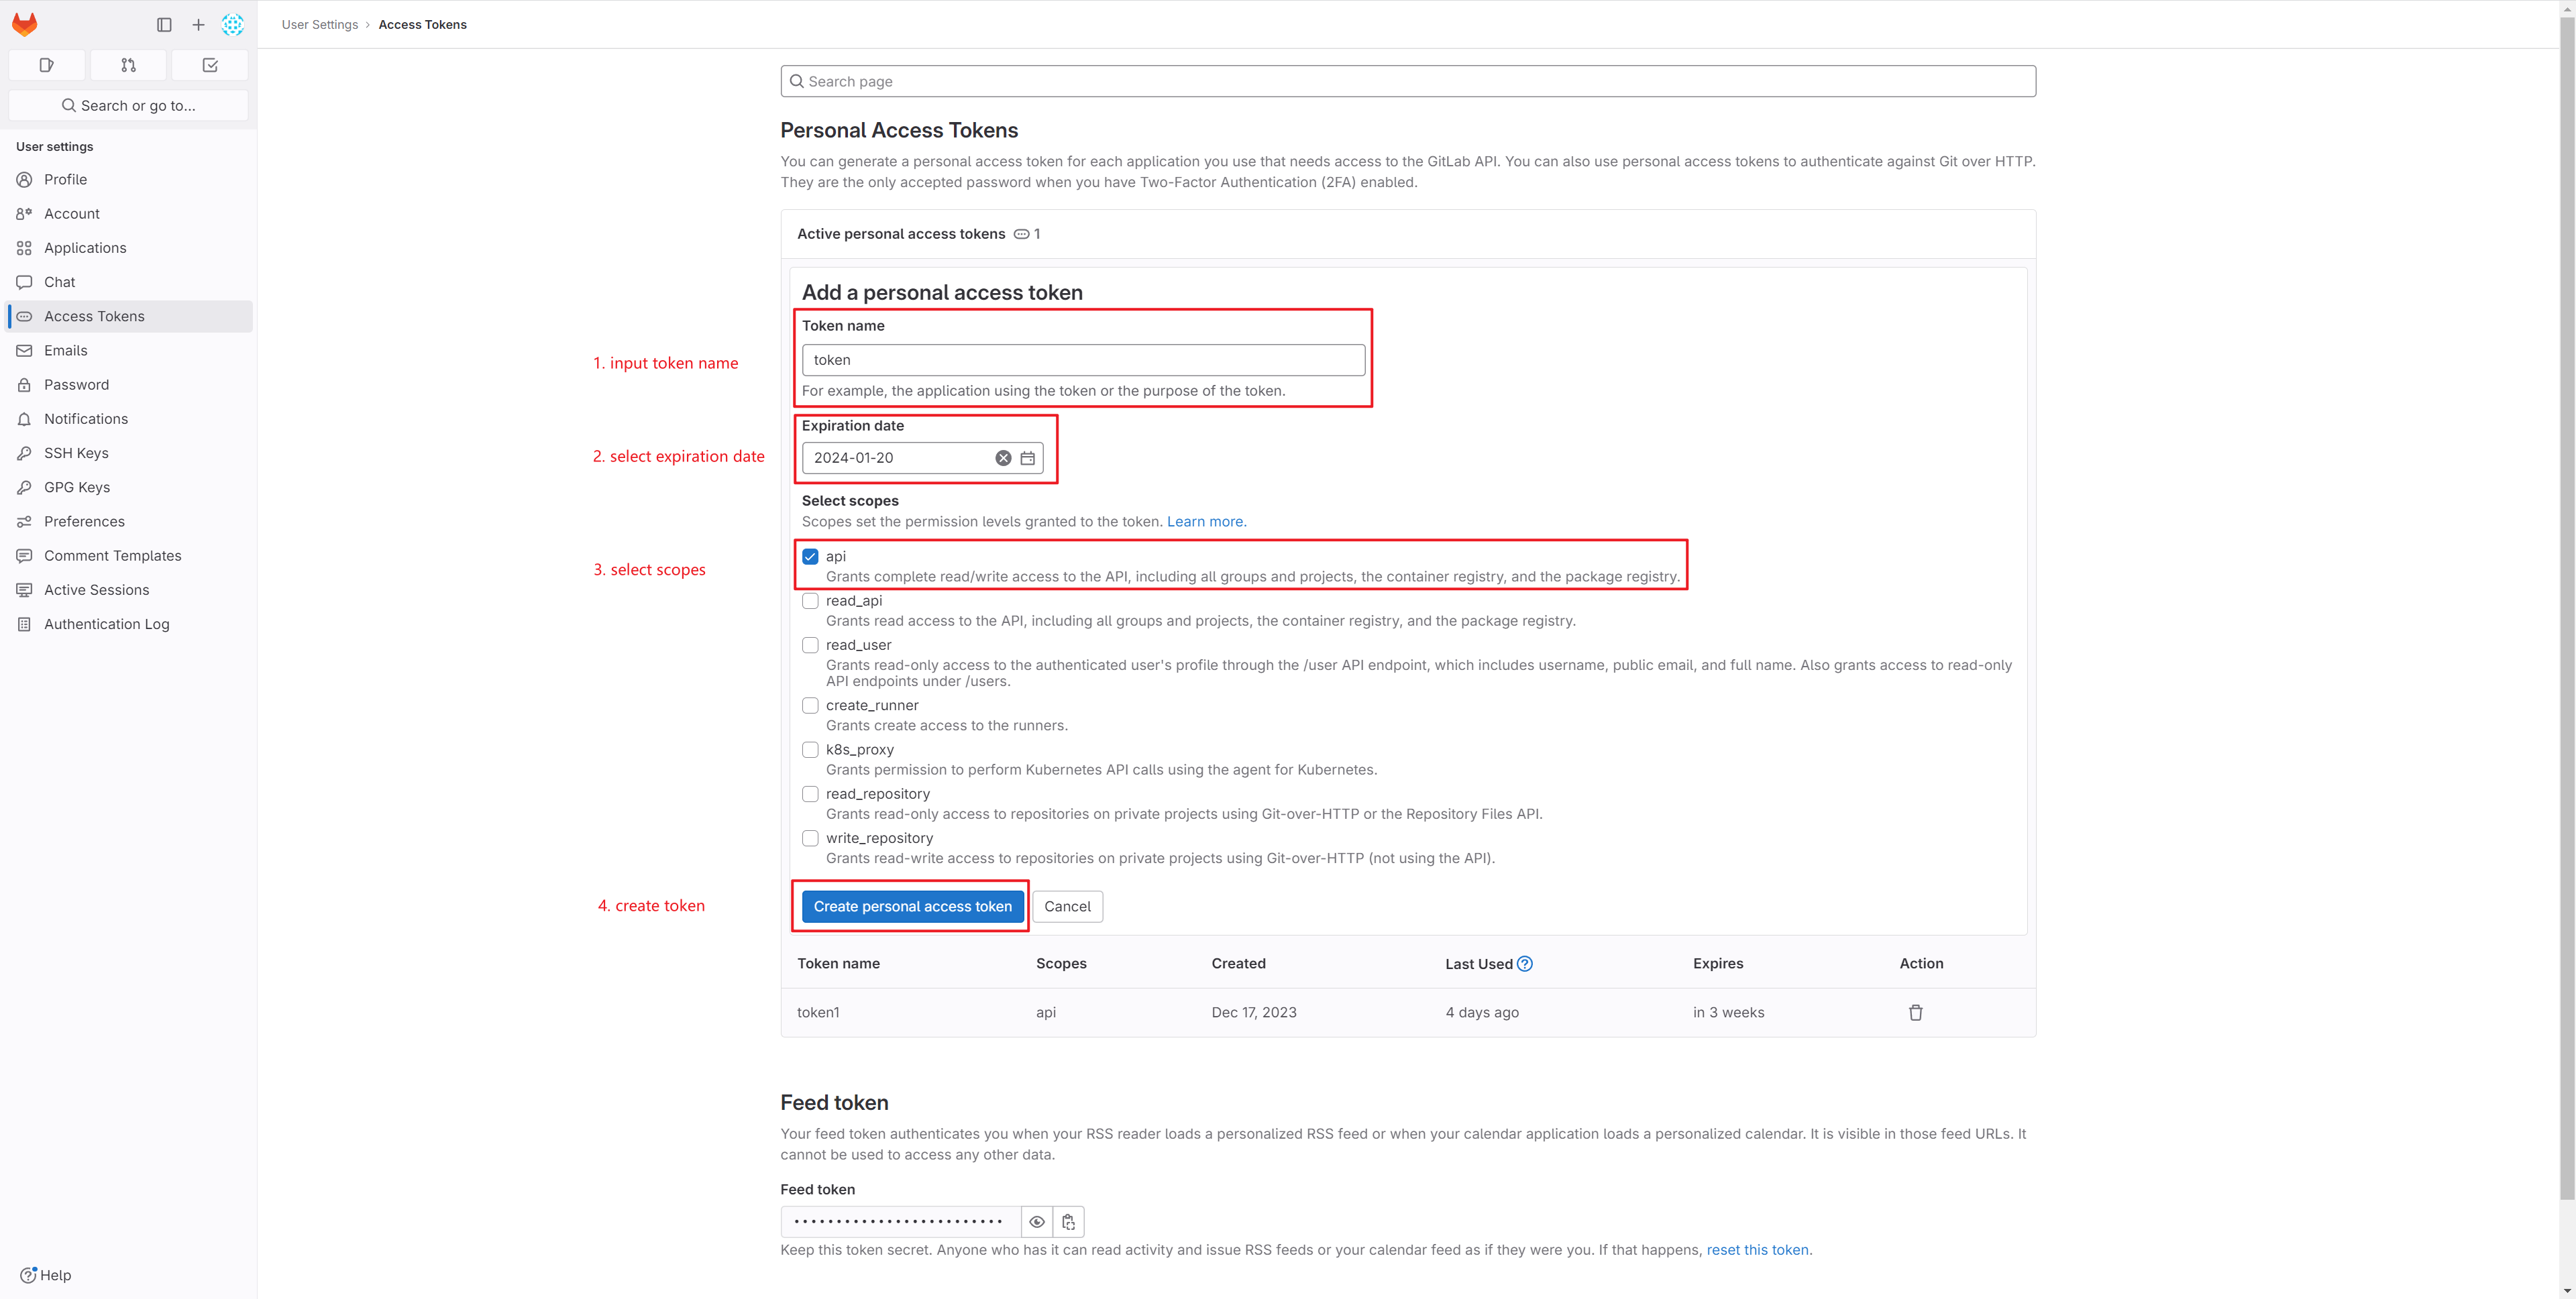 User Settings › Access Tokens
Search or go to...
User settings
Profile
Account
Applications
Chat
Access Tokens
Emails
Password
Notifications
SSH Keys
GPG Keys
Preferences
Comment Templates
Active Sessions
Authentication Log
Help
Search page
Personal Access Tokens
You can generate a personal access token for each application you use that needs access to the GitLab API. You can also use personal access tokens to authenticate against Git over HTTP.
They are the only accepted password when you have Two-Factor Authentication (2FA) enabled.
Active personal access tokens 1
Add a personal access token
Token name
1. input token name
token
For example, the application using the token or the purpose of the token.
Expiration date
2. select expiration date
2024-01-20
Select scopes
Scopes set the permission levels granted to the token. Learn more.
3. select scopes
api
Grants complete read/write access to the API, including all groups and projects, the container registry, and the package registry.
read_api
Grants read access to the API, including all groups and projects, the container registry, and the package registry.
read_user
Grants read-only access to the authenticated user's profile through the /user API endpoint, which includes username, public email, and full name. Also grants access to read-only
API endpoints under /users.
create_runner
Grants create access to the runners.
k8s_proxy
Grants permission to perform Kubernetes API calls using the agent for Kubernetes.
read_repository
Grants read-only access to repositories on private projects using Git-over-HTTP or the Repository Files API.
write_repository
Grants read-write access to repositories on private projects using Git-over-HTTP (not using the API).
4. create token
Create personal access token Cancel
Token name Scopes Created Last Used Expires Action
token1 api Dec 17, 2023 4 days ago in 3 weeks
Feed token
Your feed token authenticates you when your RSS reader loads a personalized RSS feed or when your calendar application loads a personalized calendar. It is visible in those feed URLs. It
cannot be used to access any other data.
Feed token
Keep this token secret. Anyone who has it can read activity and issue RSS feeds or your calendar feed as if they were you. If that happens, reset this token.